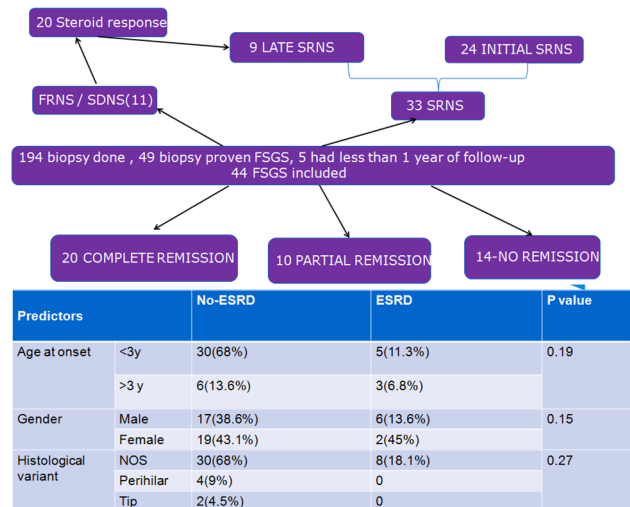 20 Steroid response
9 LATE SRNS
24 INITIAL SRNS
FRNS / SDNS(11)
33 SRNS
194 biopsy done , 49 biopsy proven FSGS, 5 had less than 1 year of follow-up
44 FSGS included
20 COMPLETE REMISSION
10 PARTIAL REMISSION
14-NO REMISSION
Predictors No-ESRD ESRD P value
Age at onset <3y 30(68%) 5(11.3%) 0.19
>3 y 6(13.6%) 3(6.8%)
Gender Male 17(38.6%) 6(13.6%) 0.15
Female 19(43.1%) 2(45%)
Histological variant NOS 30(68%) 8(18.1%) 0.27
Perihilar 4(9%) 0
Tip 2(4.5%) 0